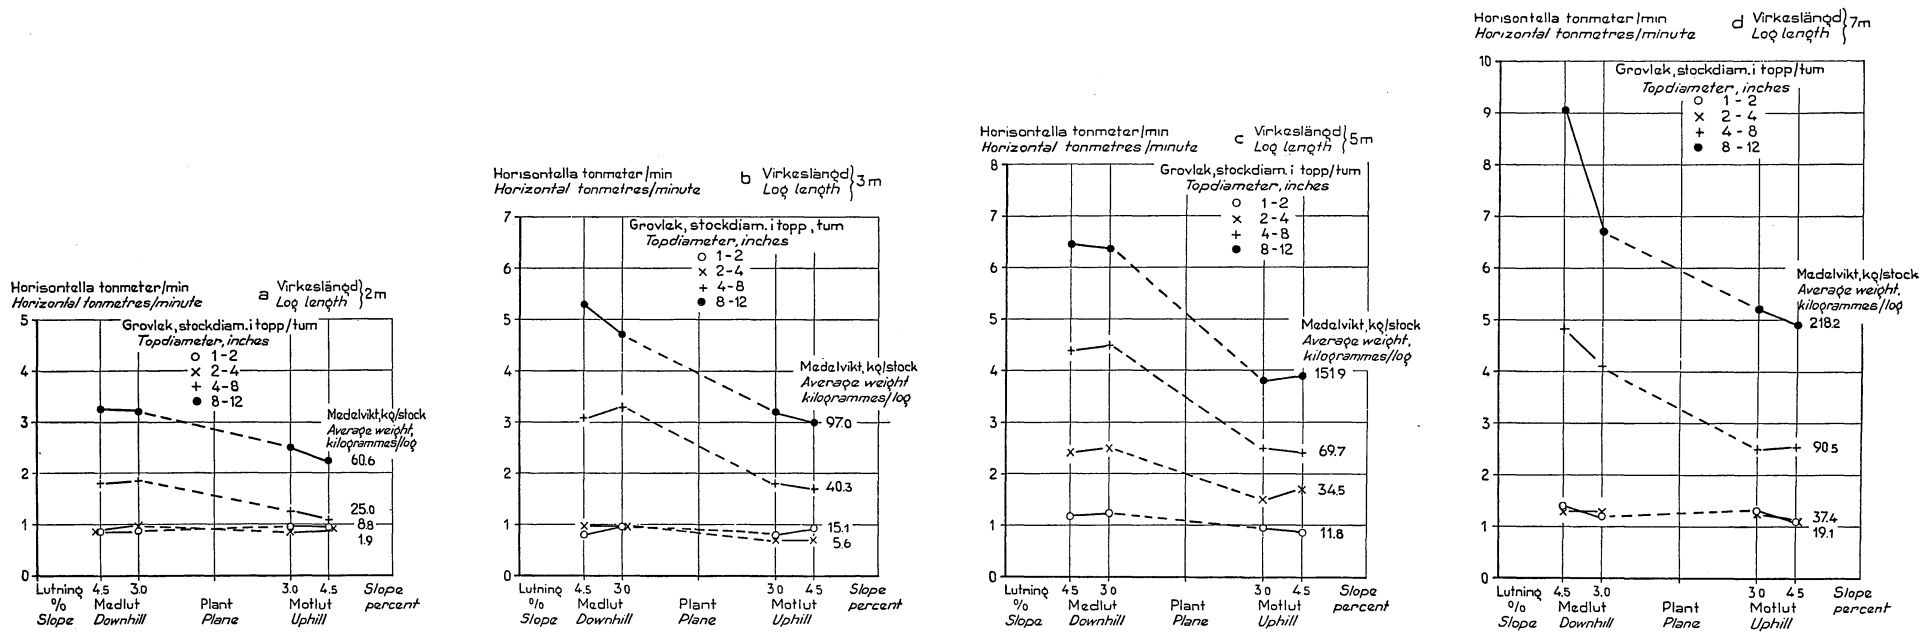 Horisontella tonmeter/min
Horizontal tonmetres/minute
a Virkeslängd
Log length }2m
5
Grovlek, stockdiam. i topp/tum
Topdiameter, inches
o 1-2
x 2-4
+ 4-8
● 8-12
4
3
2
1
0
Medelvikt, kg/stock
Average weight,
kilogrammes/log
60.6
25.0
8.8
1.9
Lutning
%
Slope
4.5 3.0
Medlut
Downhill
Plant
Plane
3.0 4.5
Motlut
Uphill
Slope
percent
Horisontella tonmeter/min
Horizontal tonmetres/minute
b Virkeslängd
Log length }3m
7
Grovlek, stockdiam. i topp, tum
Topdiameter, inches
o 1-2
x 2-4
+ 4-8
● 8-12
6
5
4
3
2
1
0
Medelvikt, kg/stock
Average weight
kilogrammes/log
97.0
40.3
15.1
5.6
Lutning
%
Slope
4.5 3.0
Medlut
Downhill
Plant
Plane
3.0 4.5
Motlut
Uphill
Slope
percent
Horisontella tonmeter/min
Horizontal tonmetres/minute
c Virkeslängd
Log length }5m
8
Grovlek, stockdiam. i topp/tum
Topdiameter, inches
o 1-2
x 2-4
+ 4-8
● 8-12
7
6
5
4
3
2
1
0
Medelvikt, kg/stock
Average weight,
kilogrammes/log
151.9
69.7
34.5
11.8
Lutning
%
Slope
4.5 3.0
Medlut
Downhill
Plant
Plane
3.0 4.5
Motlut
Uphill
Slope
percent
Horisontella tonmeter/min
Horizontal tonmetres/minute
d Virkeslängd
Log length }7m
10
Grovlek, stockdiam. i topp/tum
Topdiameter, inches
o 1-2
x 2-4
+ 4-8
● 8-12
9
8
7
6
5
4
3
2
1
0
Medelvikt, kg/stock
Average weight,
kilogrammes/log
218.2
90.5
37.4
19.1
Lutning
%
Slope
4.5 3.0
Medlut
Downhill
Plant
Plane
3.0 4.5
Motlut
Uphill
Slope
percent